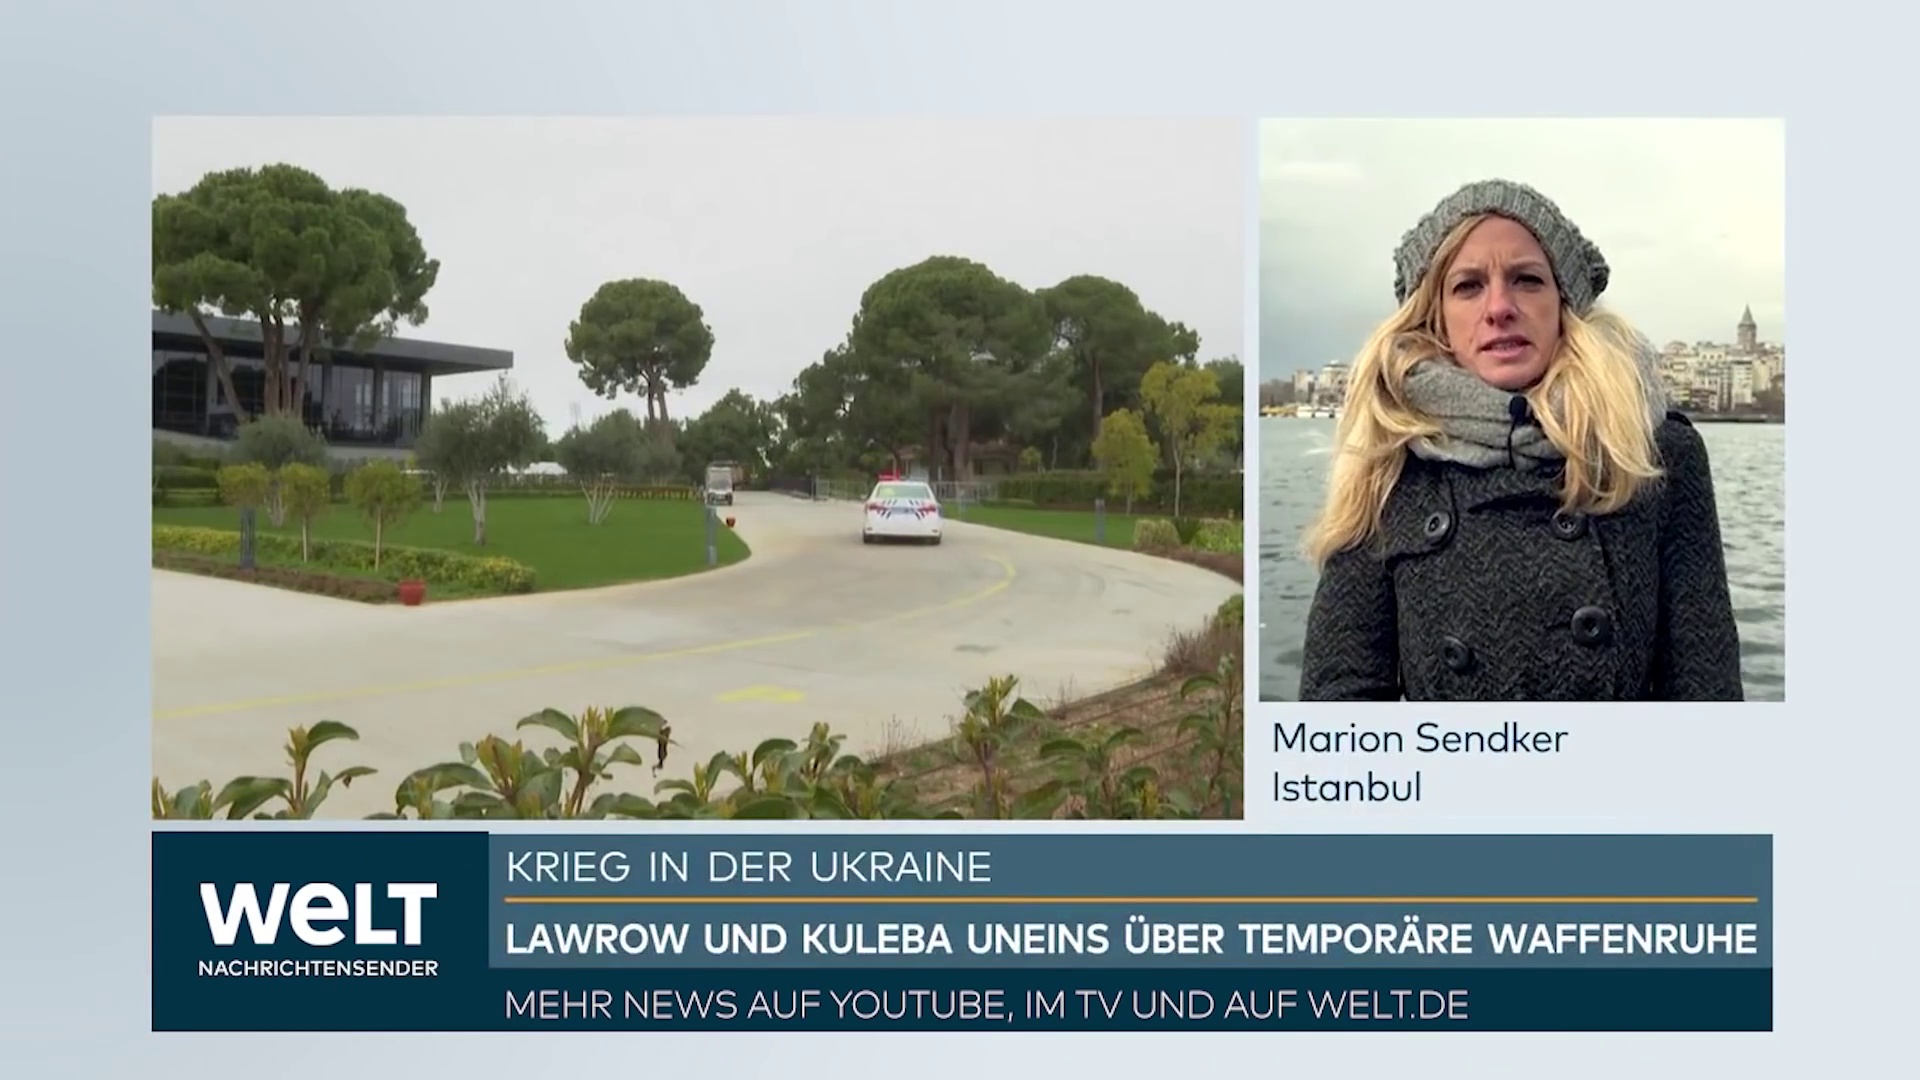 Marion Sendker
Istanbul
WELT
NACHRICHTENSENDER
KRIEG IN DER UKRAINE
LAWROW UND KULEBA UNEINS ÜBER TEMPORÄRE WAFFENRUHE
MEHR NEWS AUF YOUTUBE, IM TV UND AUF WELT.DE